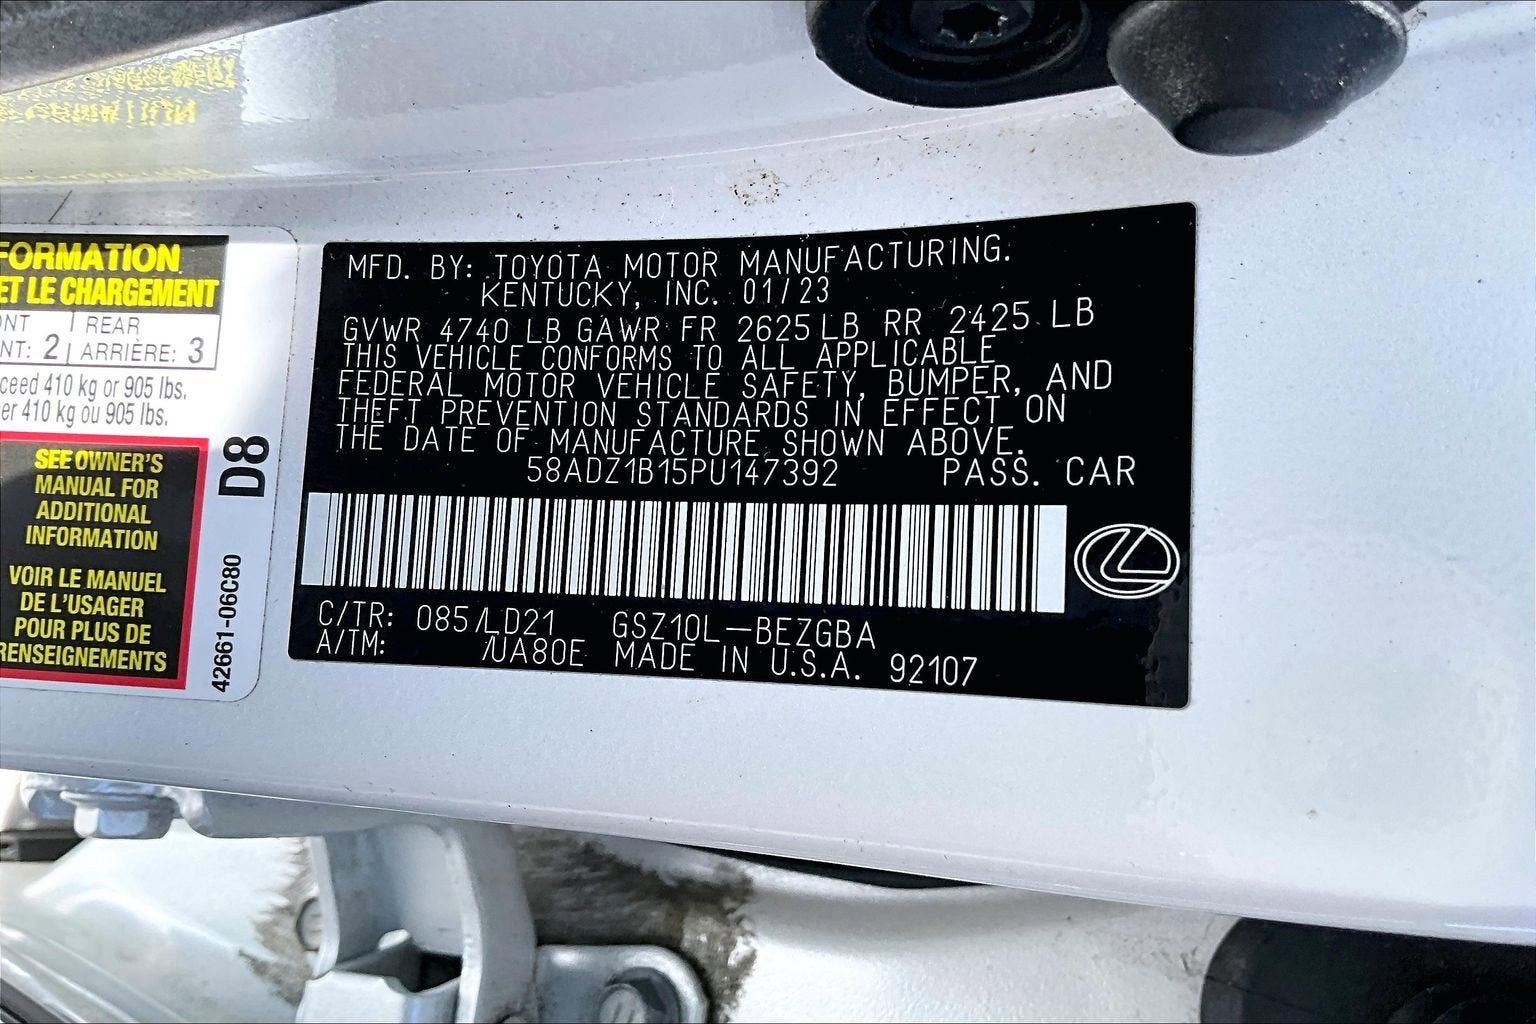 FORMATION
ET LE CHARGEMENT
ONT | REAR
NT: 2 | ARRIÈRE: 3
ceed 410 kg or 905 lbs.
er 410 kg ou 905 lbs.
SEE OWNER'S
MANUAL FOR
ADDITIONAL
INFORMATION
VOIR LE MANUEL
DE L'USAGER
POUR PLUS DE
RENSEIGNEMENTS
D8
42661-06C80
MFD. BY: TOYOTA MOTOR MANUFACTURING.
KENTUCKY, INC. 01/23
GVWR 4740 LB GAWR FR 2625 LB RR 2425 LB
THIS VEHICLE CONFORMS TO ALL APPLICABLE
FEDERAL MOTOR VEHICLE SAFETY, BUMPER, AND
THEFT PREVENTION STANDARDS IN EFFECT ON
THE DATE OF MANUFACTURE SHOWN ABOVE.
58ADZ1B15PU147392 PASS. CAR
C/TR: 085/LD21 GSZ10L-BEZGBA
A/TM: /UA80E MADE IN U.S.A. 92107